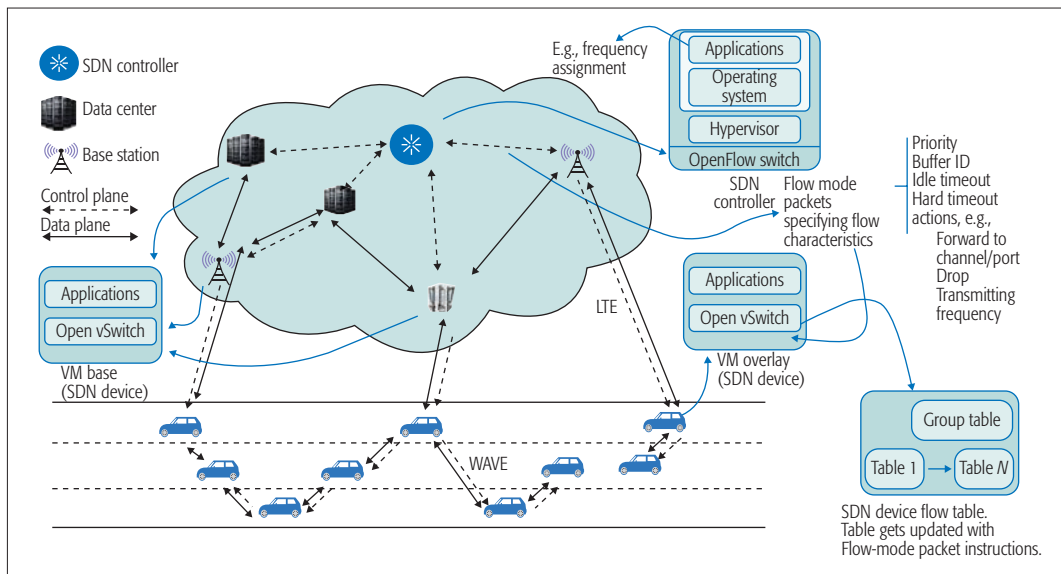 SDN controller
Data center
Base station
Control plane
Data plane
E.g., frequency
assignment
Applications
Operating
system
Hypervisor
OpenFlow switch
SDN
controller
Flow mode
packets
specifying flow
characteristics
Priority
Buffer ID
Idle timeout
Hard timeout
actions, e.g.,
Forward to
channel/port
Drop
Transmitting
frequency
Applications
Open vSwitch
VM base
(SDN device)
LTE
Applications
Open vSwitch
VM overlay
(SDN device)
WAVE
Group table
Table 1
Table N
SDN device flow table.
Table gets updated with
Flow-mode packet instructions.